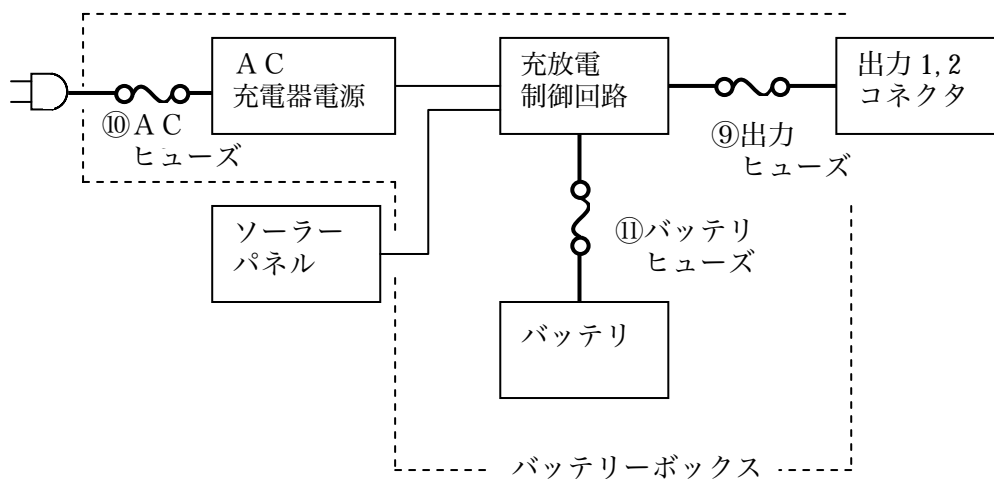 ＡＣ
充電器電源
充放電
制御回路
出力 1, 2
コネクタ
⑩ＡＣ
ヒューズ
⑨出力
ヒューズ
ソーラー
パネル
⑪バッテリ
ヒューズ
バッテリ
バッテリーボックス